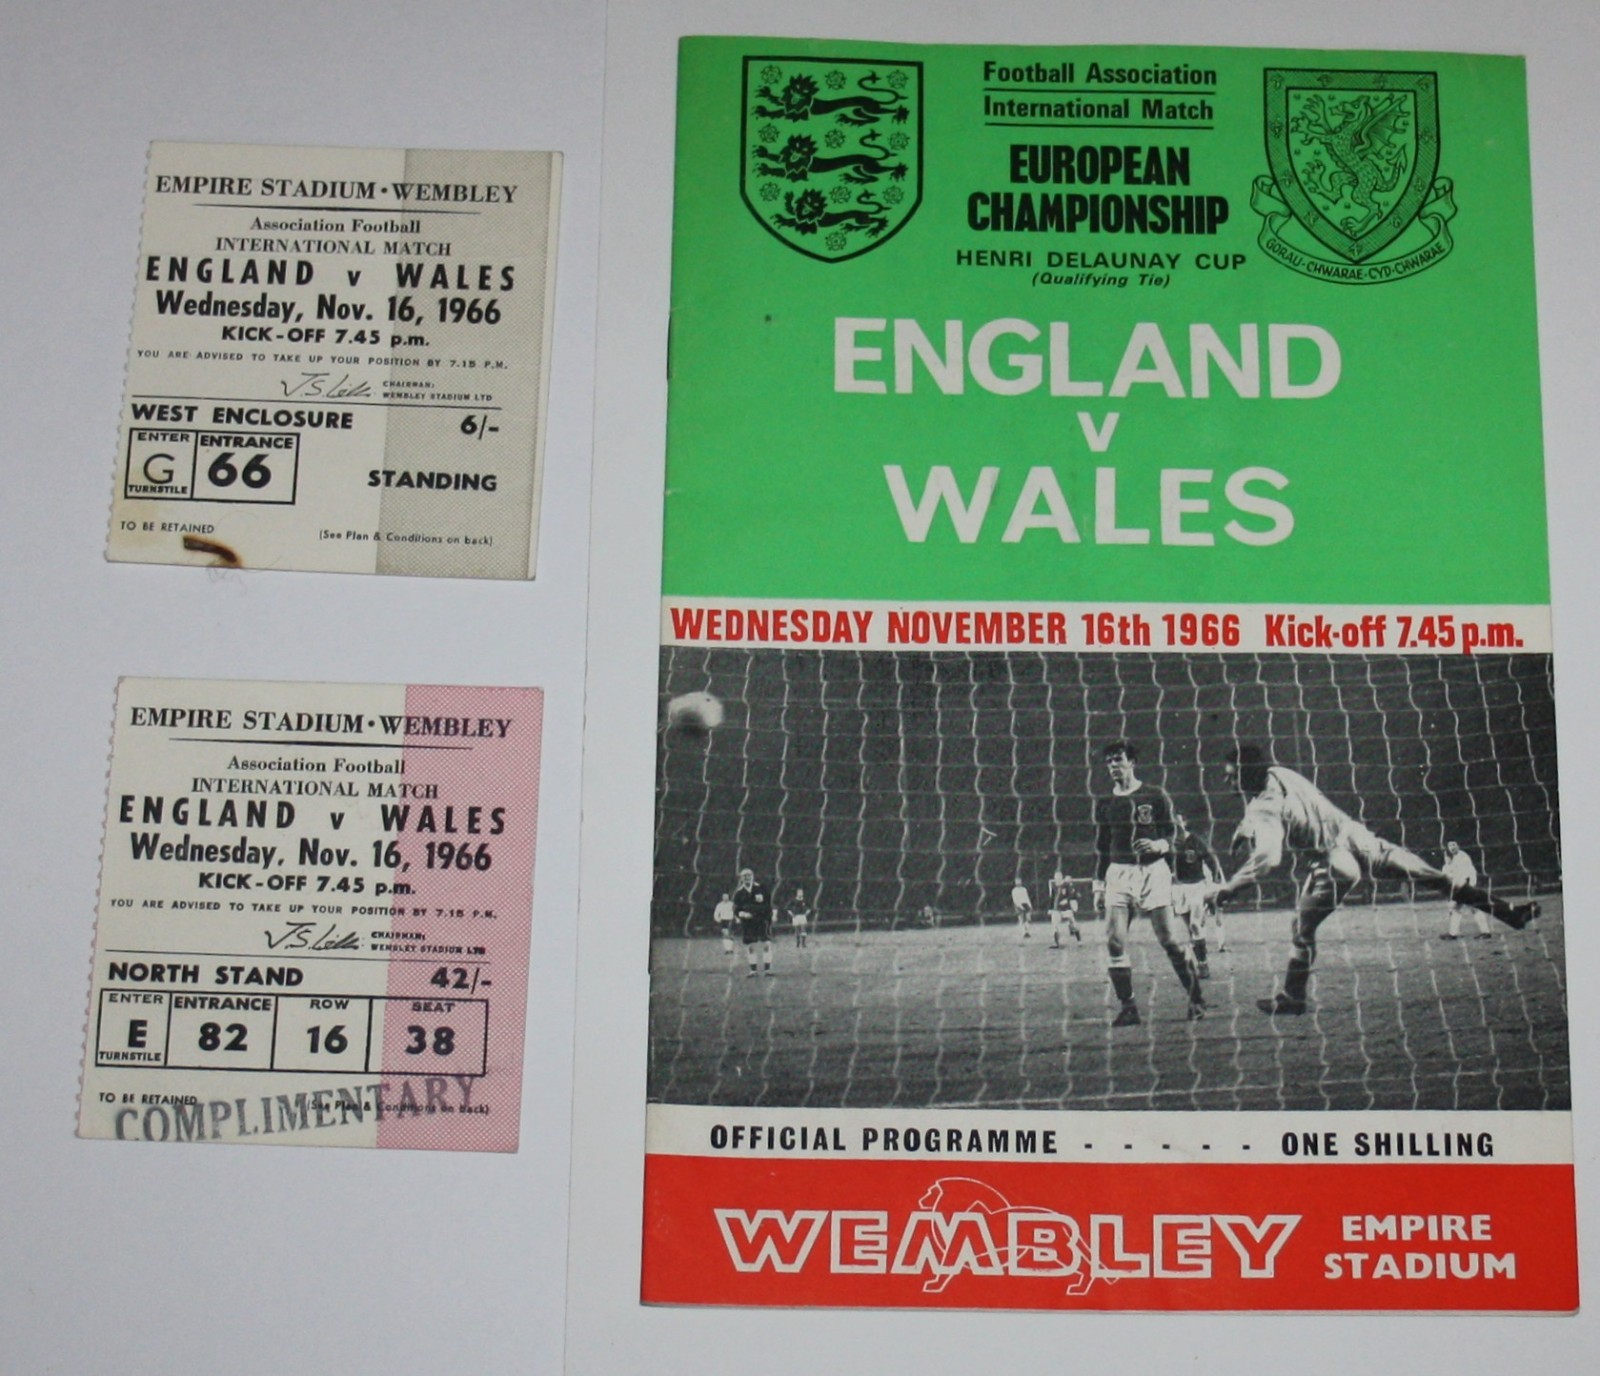 EMPIRE STADIUM • WEMBLEY
Association Football
INTERNATIONAL MATCH
ENGLAND v WALES
Wednesday, Nov. 16, 1966
KICK-OFF 7.45 p.m.
YOU ARE ADVISED TO TAKE UP YOUR POSITION BY 7.15 P.M.
CHAIRMAN:
WEMBLEY STADIUM LTD
WEST ENCLOSURE 6/-
ENTER ENTRANCE
G 66
TURNSTILE
STANDING
TO BE RETAINED (See Plan & Conditions on back)
EMPIRE STADIUM • WEMBLEY
Association Football
INTERNATIONAL MATCH
ENGLAND v WALES
Wednesday, Nov. 16, 1966
KICK-OFF 7.45 p.m.
YOU ARE ADVISED TO TAKE UP YOUR POSITION BY 7.15 P.M.
CHAIRMAN:
WEMBLEY STADIUM LTD
NORTH STAND 42/-
ENTER ENTRANCE ROW SEAT
E 82 16 38
TURNSTILE
TO BE RETAINED (See Plan & Conditions on back)
COMPLIMENTARY
Football Association
International Match
EUROPEAN
CHAMPIONSHIP
HENRI DELAUNAY CUP
(Qualifying Tie)
GORAU-CHWARAE-CYD-CHWARAE
ENGLAND
v
WALES
WEDNESDAY NOVEMBER 16th 1966 Kick-off 7.45 p.m.
OFFICIAL PROGRAMME - - - - - ONE SHILLING
WEMBLEY EMPIRE
STADIUM